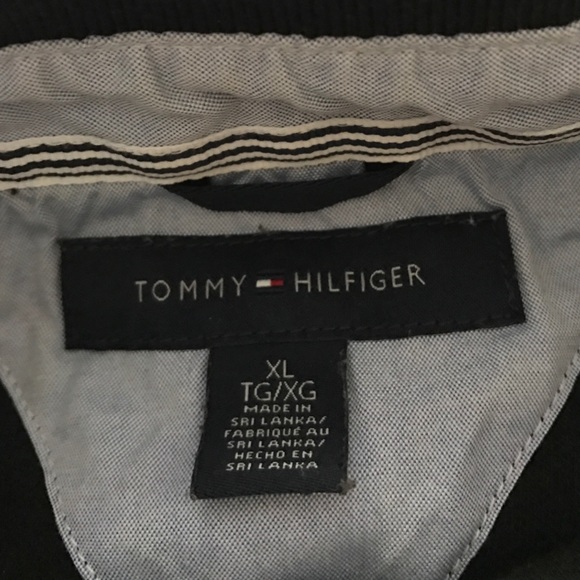 TOMMY HILFIGER
XL
TG/XG
MADE IN
SRI LANKA/
FABRIQUÉ AU
SRI LANKA/
HECHO EN
SRI LANKA